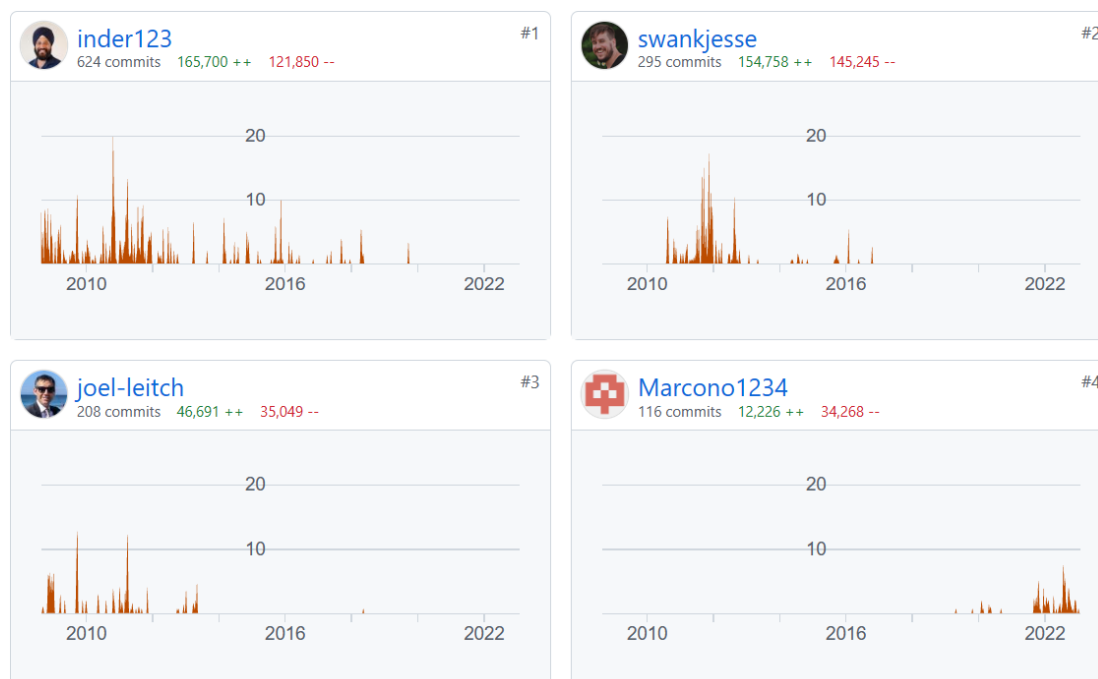 inder123 #1
624 commits 165,700 ++ 121,850 --
20
10
2010 2016 2022
swankjesse #2
295 commits 154,758 ++ 145,245 --
20
10
2010 2016 2022
joel-leitch #3
208 commits 46,691 ++ 35,049 --
20
10
2010 2016 2022
Marcono1234 #4
116 commits 12,226 ++ 34,268 --
20
10
2010 2016 2022